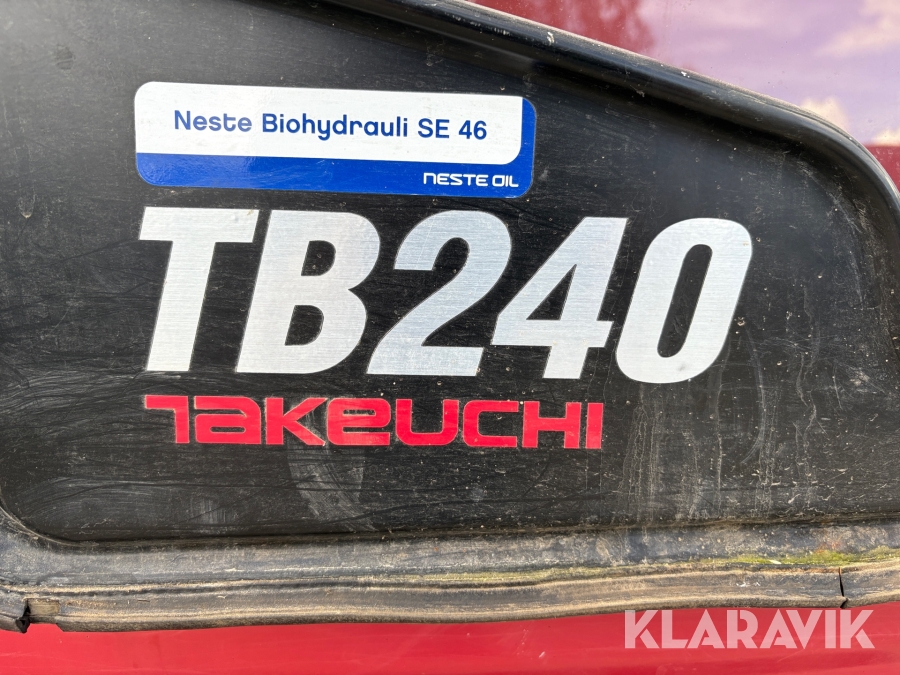 Neste Biohydrauli SE 46
NESTE OIL
TB240
TAKEUCHI
KLARAVIK